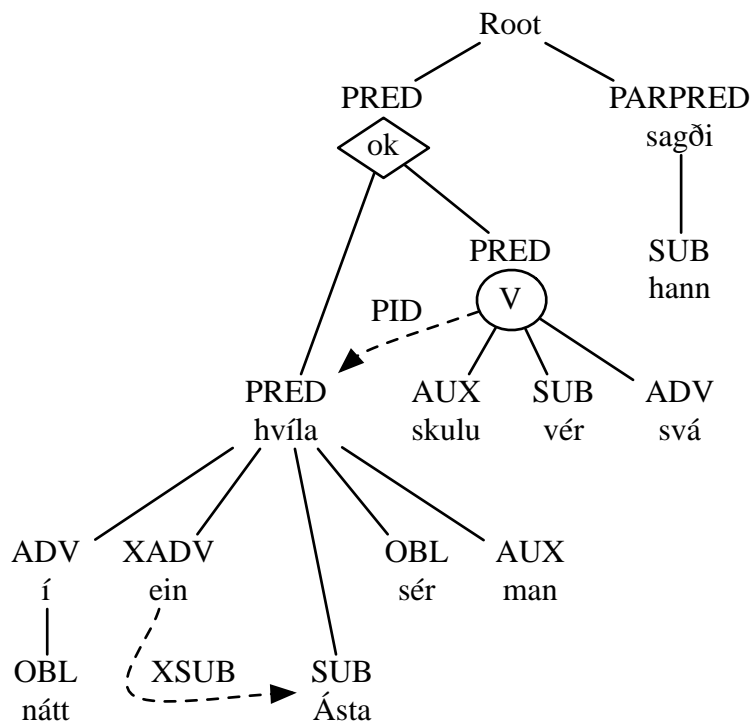 Root
PRED PARPRED
ok sagði
PRED SUB
V hann
PID
PRED AUX SUB ADV
hvíla skulu vér svá
ADV XADV OBL AUX
í ein sér man
OBL XSUB SUB
nátt Ásta